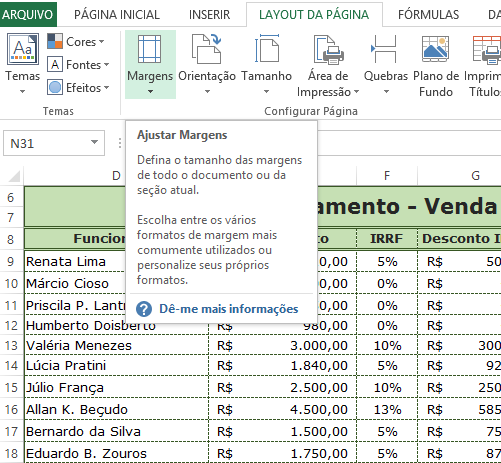 ARQUIVO PÁGINA INICIAL INSERIR LAYOUT DA PÁGINA FÓRMULAS DA
Aa Cores
A Fontes
Efeitos
Temas Margens Orientação Tamanho Área de Impressão Quebras Plano de Fundo Imprimi Títulos
Temas Configurar Página
N31
Ajustar Margens
Defina o tamanho das margens
de todo o documento ou da
seção atual.
Escolha entre os vários
formatos de margem mais
comumente utilizados ou
personalize seus próprios
formatos.
? Dê-me mais informações
D F G
6 amento - Venda
7
8 Funcion to IRRF Desconto I
9 Renata Lima 0,00 5% R$ 50
10 Márcio Cioso 0,00 0% R$
11 Priscila P. Lantr 0,00 0% R$
12 Humberto Doisberto R$ 980,00 0% R$
13 Valéria Menezes R$ 3.000,00 10% R$ 300
14 Lúcia Pratini R$ 1.840,00 5% R$ 92
15 Júlio França R$ 2.500,00 10% R$ 250
16 Allan K. Beçudo R$ 4.500,00 13% R$ 585
17 Bernardo da Silva R$ 1.500,00 5% R$ 75
18 Eduardo B. Zouros R$ 1.750,00 5% R$ 87